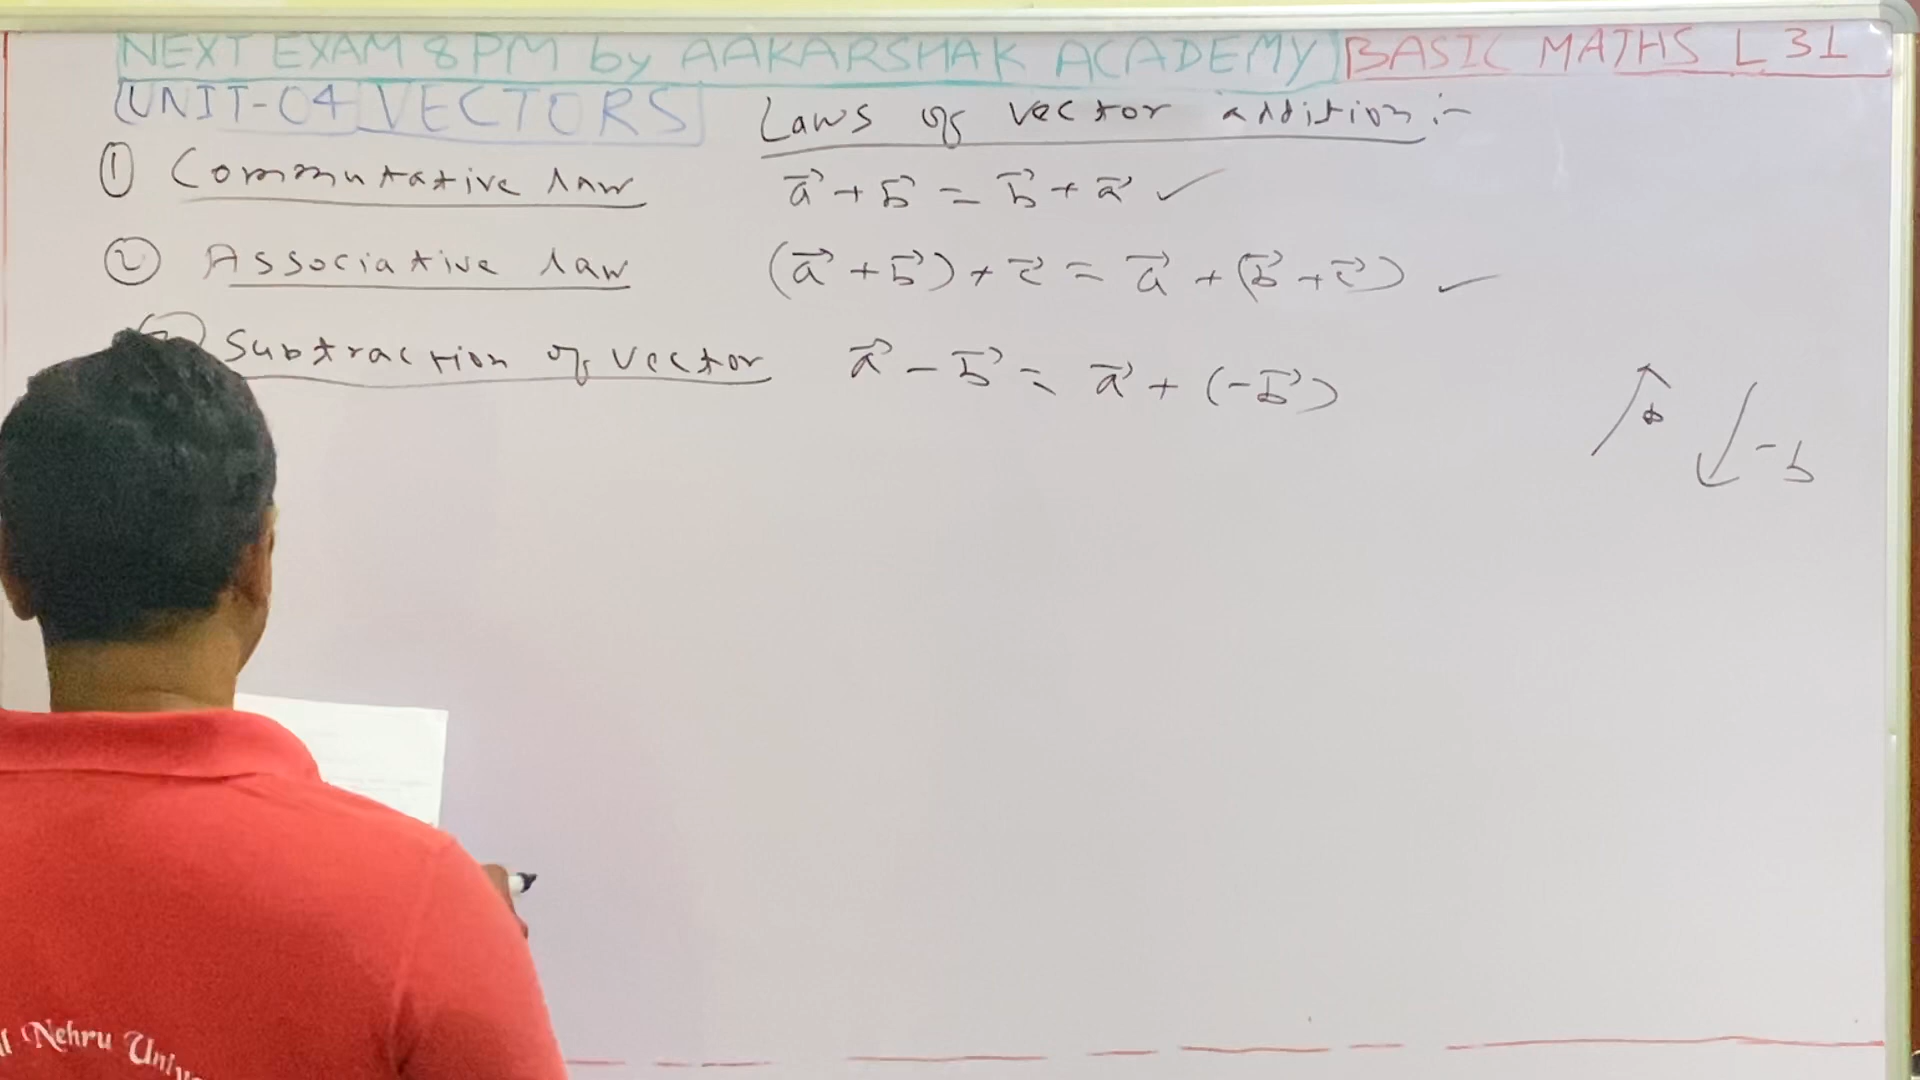 NEXT EXAM 8PM by AAKARSHAK ACADEMY BASIC MATHS L 31
UNIT-04 VECTORS Laws of vector addition :-
① Commutative law a⃗ + b⃗ = b⃗ + a⃗ ✓
② Associative law (a⃗ + b⃗) + c⃗ = a⃗ + (b⃗ + c⃗) ✓
Subtraction of vector a⃗ - b⃗ = a⃗ + (-b⃗)
b
-b
Nehru